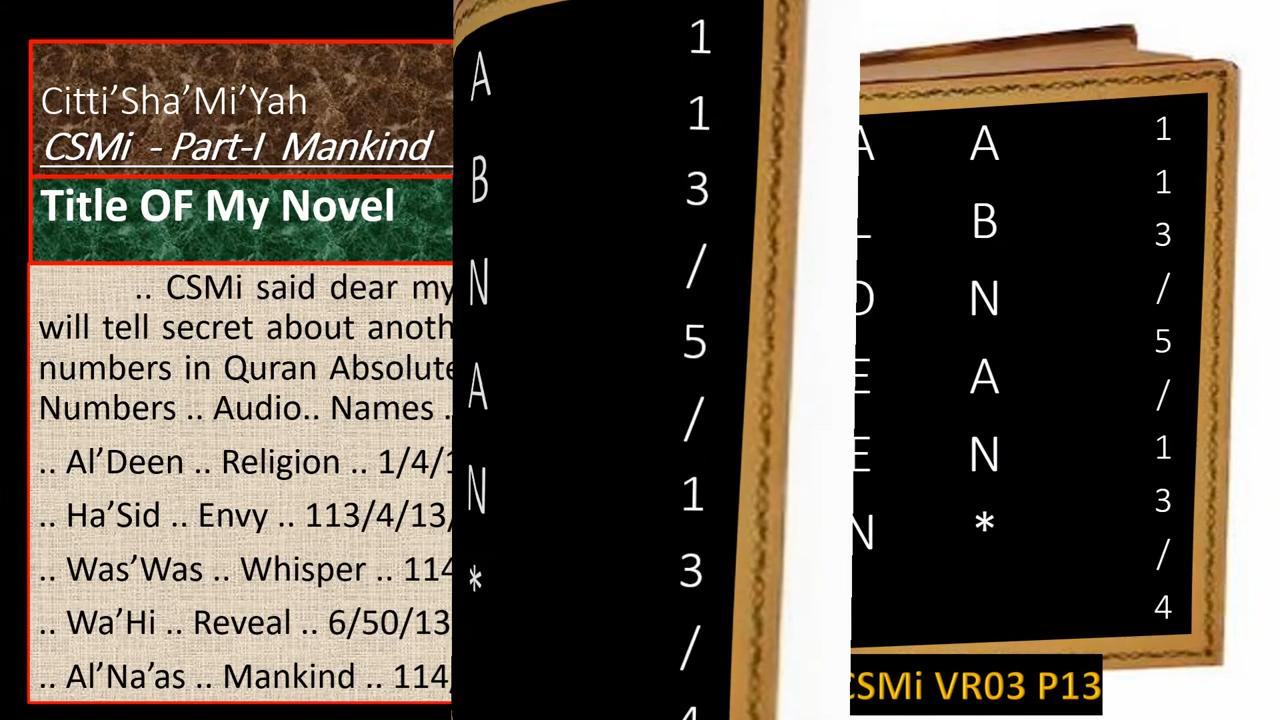 Citti’Sha’Mi’Yah
CSMi - Part-I Mankind
Title OF My Novel
.. CSMi said dear my
will tell secret about
numbers in Quran
Numbers .. Audio.. Names .
.. Al’Deen .. Religion .. 1/4/
.. Ha’Sid .. Envy .. 113/4/13/
.. Was’Was .. Whisper .. 114
.. Wa’Hi .. Reveal .. 6/50/13
.. Al’Na’as .. Mankind .. 114/
A
B
N
A
N
*
1
1
3
/
5
/
1
3
/
4
A
L
D
E
E
N
A
B
N
A
N
*
1
1
3
/
5
/
1
3
/
4
CSMi VR03 P13